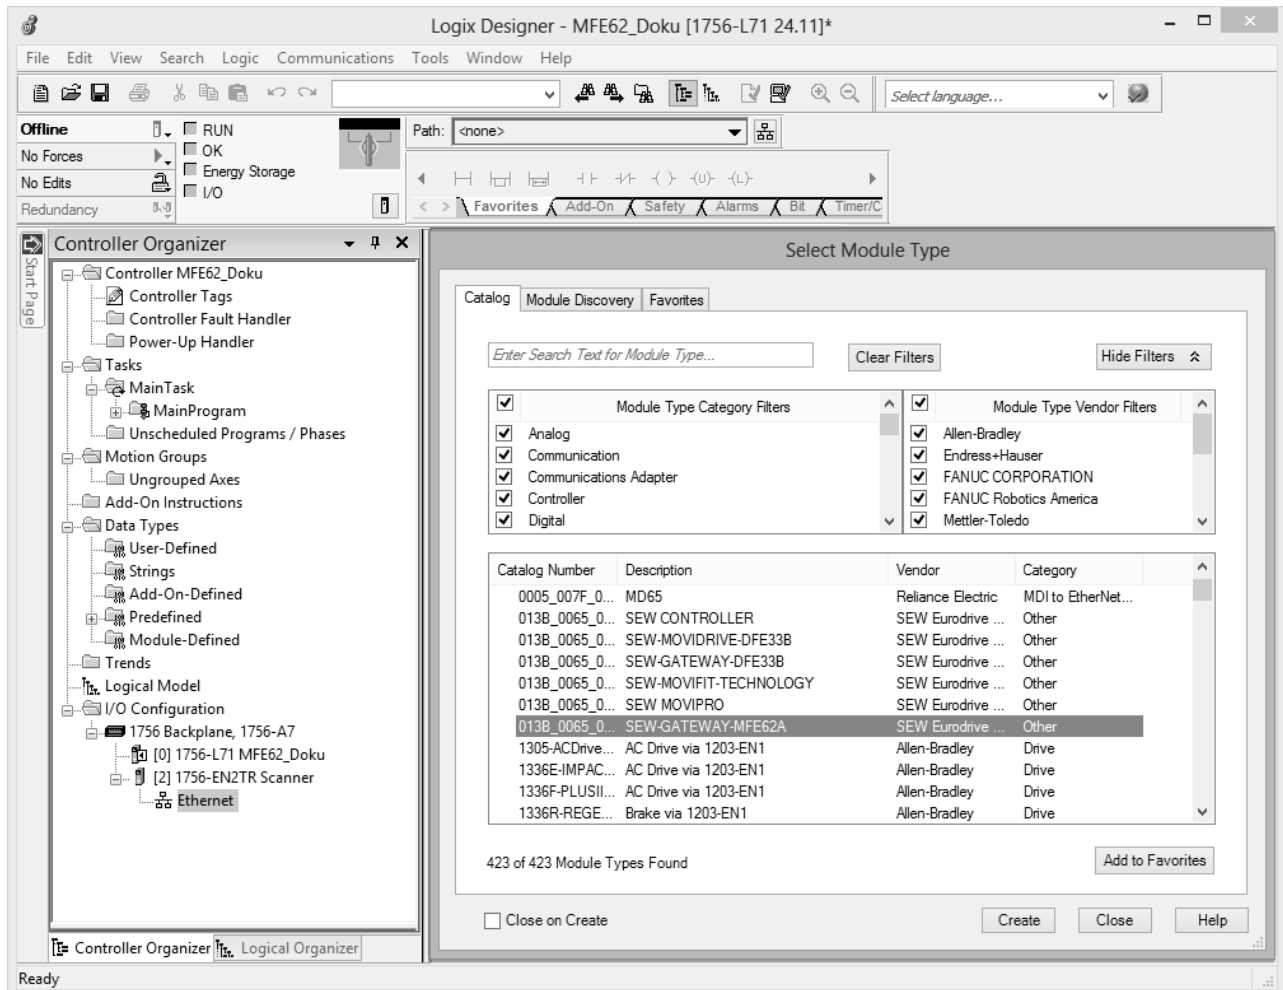 Logix Designer - MFE62_Doku [1756-L71 24.11]*
File Edit View Search Logic Communications Tools Window Help
Select language...
Offline
RUN
No Forces
OK
No Edits
Energy Storage
Redundancy
I/O
Path: <none>
Favorites Add-On Safety Alarms Bit Timer/C
Start Page
Controller Organizer
Controller MFE62_Doku
Controller Tags
Controller Fault Handler
Power-Up Handler
Tasks
MainTask
MainProgram
Unscheduled Programs / Phases
Motion Groups
Ungrouped Axes
Add-On Instructions
Data Types
User-Defined
Strings
Add-On-Defined
Predefined
Module-Defined
Trends
Logical Model
I/O Configuration
1756 Backplane, 1756-A7
[0] 1756-L71 MFE62_Doku
[2] 1756-EN2TR Scanner
Ethernet
Controller Organizer Logical Organizer
Select Module Type
Catalog Module Discovery Favorites
Enter Search Text for Module Type...
Clear Filters
Hide Filters
Module Type Category Filters
Analog
Communication
Communications Adapter
Controller
Digital
Module Type Vendor Filters
Allen-Bradley
Endress+Hauser
FANUC CORPORATION
FANUC Robotics America
Mettler-Toledo
Catalog Number Description Vendor Category
0005_007F_0... MD65 Reliance Electric MDI to EtherNet...
013B_0065_0... SEW CONTROLLER SEW Eurodrive ... Other
013B_0065_0... SEW-MOVIDRIVE-DFE33B SEW Eurodrive ... Other
013B_0065_0... SEW-GATEWAY-DFE33B SEW Eurodrive ... Other
013B_0065_0... SEW-MOVIFIT-TECHNOLOGY SEW Eurodrive ... Other
013B_0065_0... SEW MOVIPRO SEW Eurodrive ... Other
013B_0065_0... SEW-GATEWAY-MFE62A SEW Eurodrive ... Other
1305-ACDrive... AC Drive via 1203-EN1 Allen-Bradley Drive
1336E-IMPAC... AC Drive via 1203-EN1 Allen-Bradley Drive
1336F-PLUSII... AC Drive via 1203-EN1 Allen-Bradley Drive
1336R-REGE... Brake via 1203-EN1 Allen-Bradley Drive
423 of 423 Module Types Found
Add to Favorites
Close on Create
Create Close Help
Ready